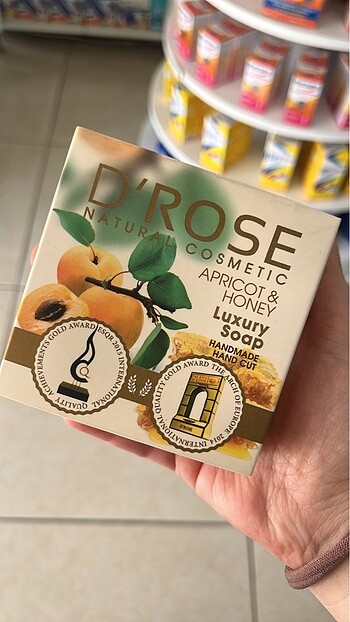 D'ROSE
NATURAL COSMETIC
APRICOT &
HONEY
Luxury
Soap
HANDMADE
HAND CUT
QUALITY ACHIEVEMENTS GOLD AWARD ESQR 2015 INTERNATIONAL
INTERNATIONAL QUALITY GOLD AWARD THE ARCH OF EUROPE 2014